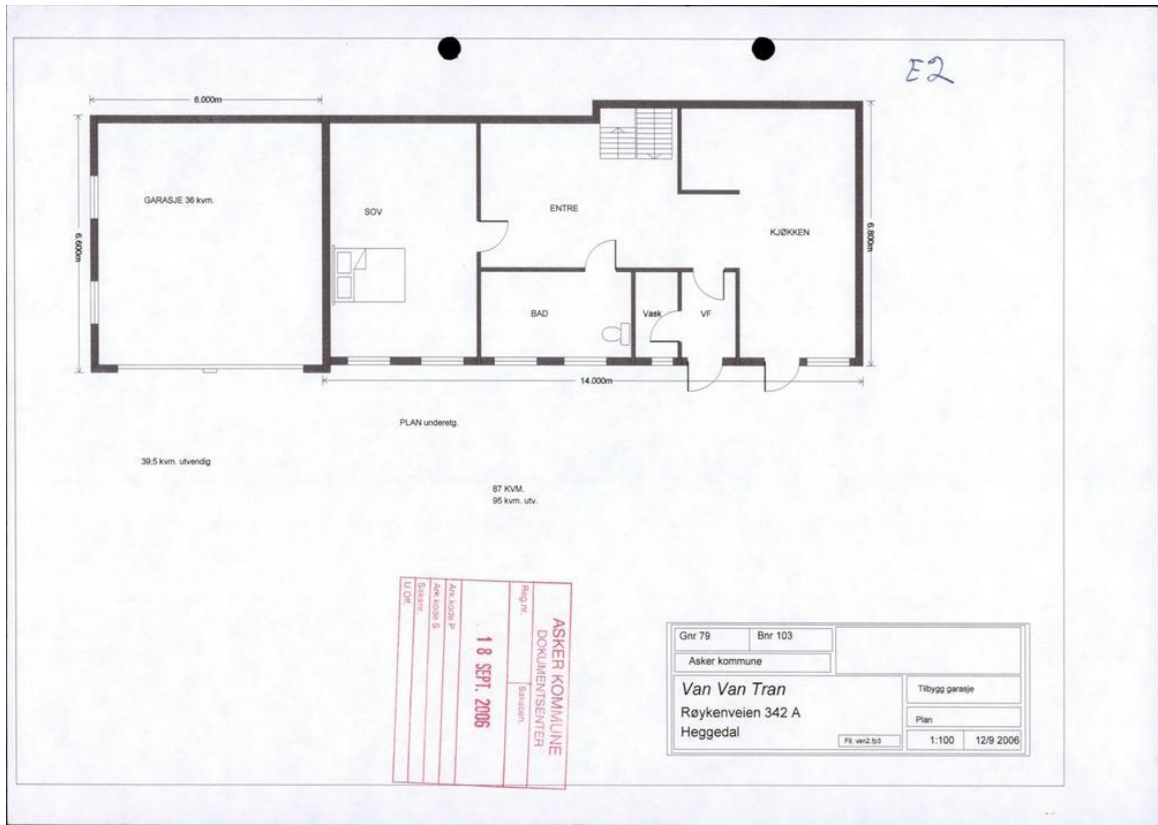 E2
6.000m
6.600m
GARASJE 36 kvm.
SOV
ENTRE
KJØKKEN
6.800m
BAD
Vask
VF
14.000m
PLAN underetg.
39,5 kvm. utvendig
87 KVM.
95 kvm. utv.
ASKER KOMMUNE
DOKUMENTSENTER
Reg.nr.
Saksbeh.
18 SEPT. 2006
Ark.kode P
Ark.kode S
Saksnr.
U.Off.
Gnr 79
Bnr 103
Asker kommune
Van Van Tran
Røykenveien 342 A
Heggedal
Fil. van2.fp3
Tilbygg garasje
Plan
1:100
12/9 2006